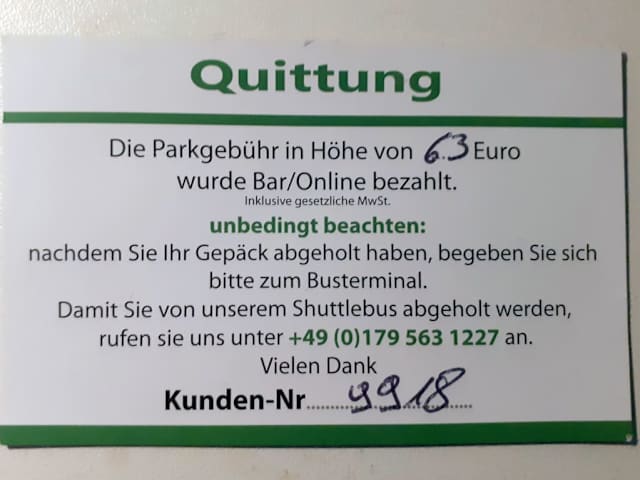 Quittung
Die Parkgebühr in Höhe von 63 Euro
wurde Bar/Online bezahlt.
Inklusive gesetzliche MwSt.
unbedingt beachten:
nachdem Sie Ihr Gepäck abgeholt haben, begeben Sie sich
bitte zum Busterminal.
Damit Sie von unserem Shuttlebus abgeholt werden,
rufen sie uns unter +49 (0)179 563 1227 an.
Vielen Dank
Kunden-Nr. 9918